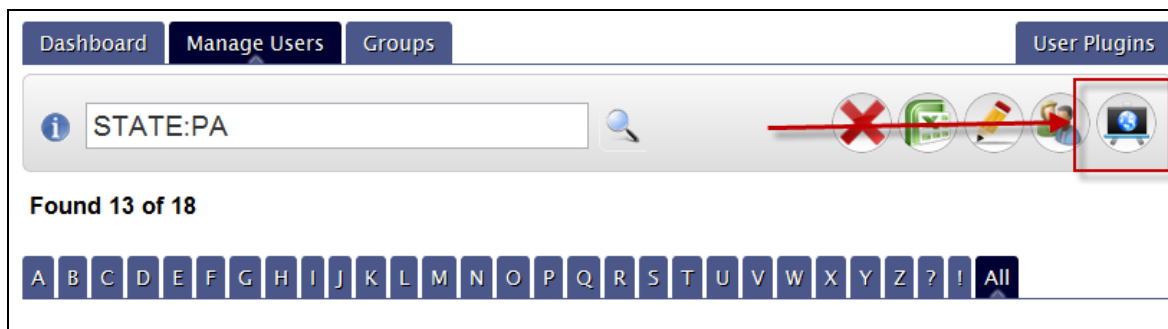 Dashboard Manage Users Groups User Plugins
STATE:PA
Found 13 of 18
A B C D E F G H I J K L M N O P Q R S T U V W X Y Z ? ! All